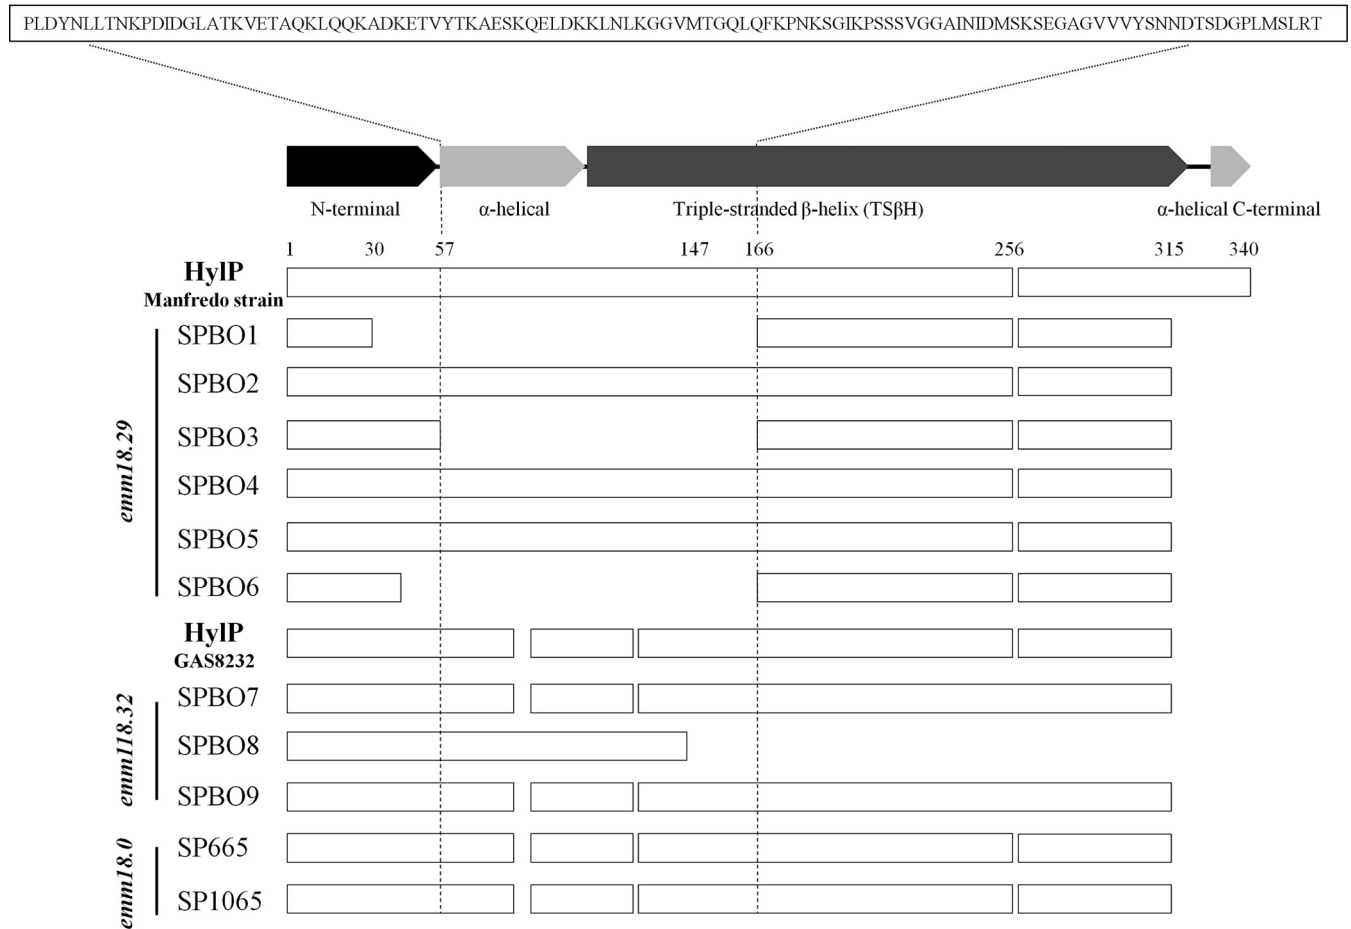 PLDYNLLTNKPDIDGLATKVETAQKLQQKADKETVYTKAESKQELDKKLNLKGGVMTGQLQFKPNKSGIKPSSSVGGAINIDMSKSEGAGVVVYSNNDTSDGPLMSLRT
N-terminal α-helical Triple-stranded β-helix (TSβH) α-helical C-terminal
1 30 57 147 166 256 315 340
HylP
Manfredo strain
SPBO1
SPBO2
SPBO3
emm18.29
SPBO4
SPBO5
SPBO6
HylP
GAS8232
SPBO7
emm118.32
SPBO8
SPBO9
emm18.0
SP665
SP1065